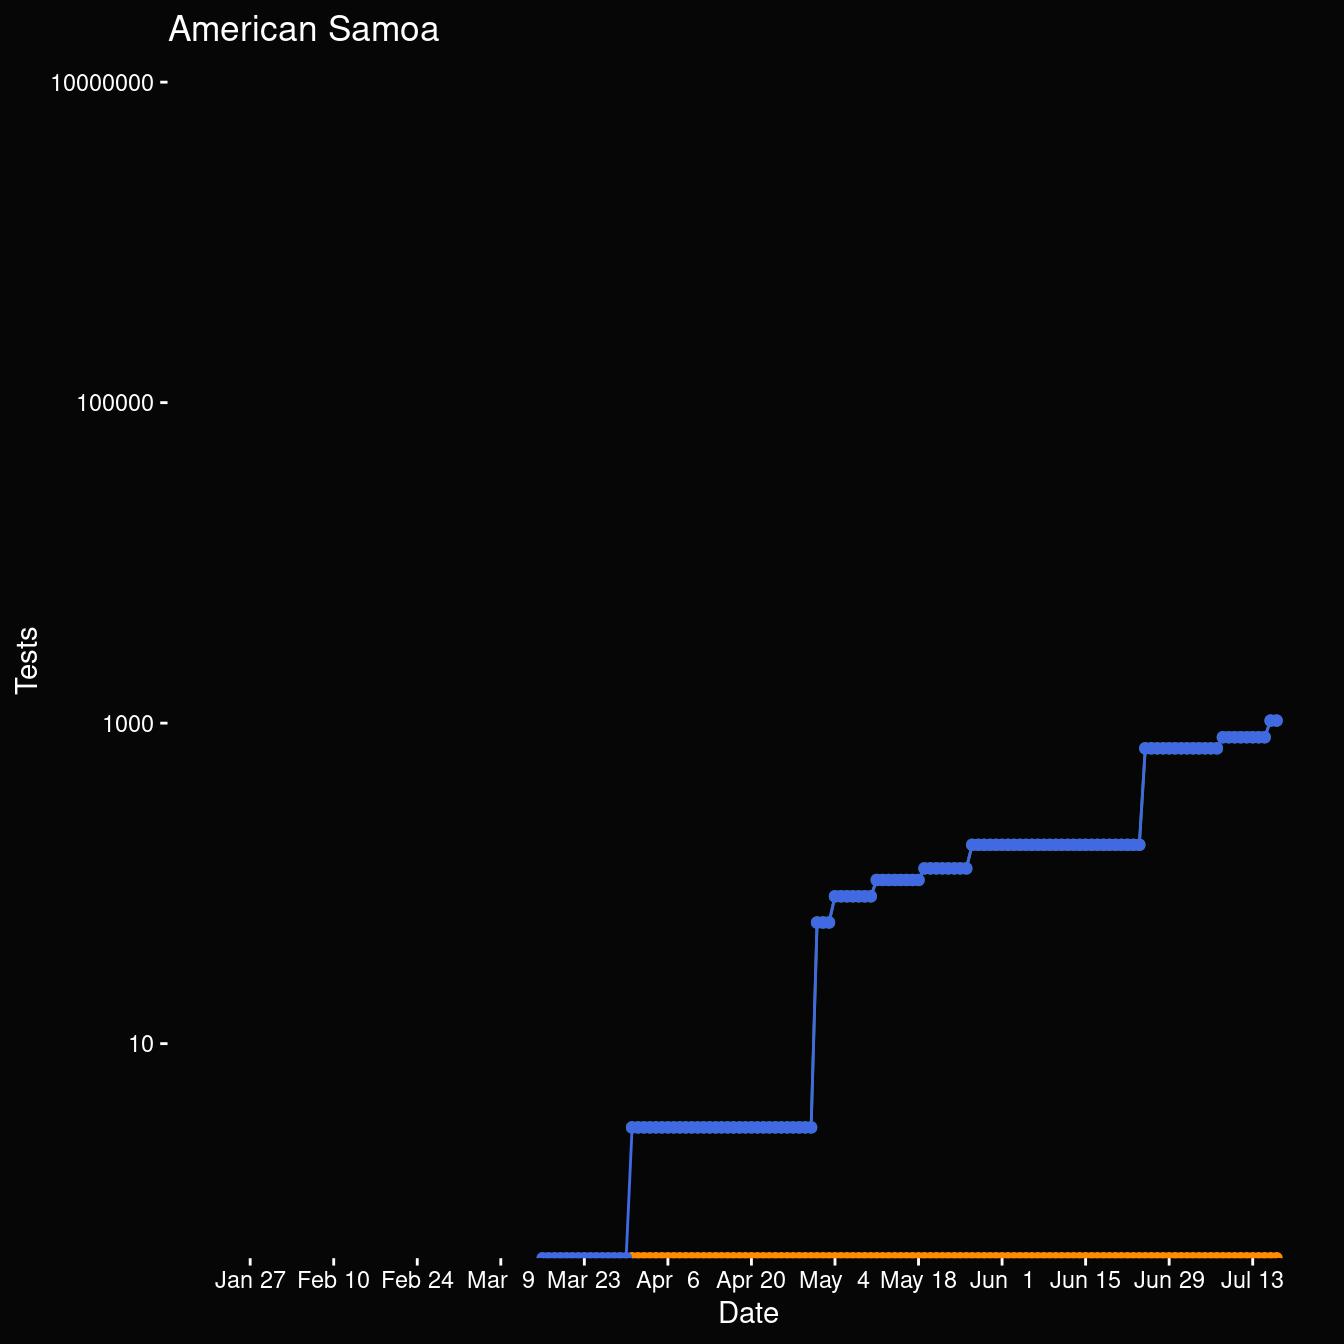 American Samoa
10000000
100000
1000
10
Tests
Jan 27 Feb 10 Feb 24 Mar 9 Mar 23 Apr 6 Apr 20 May 4 May 18 Jun 1 Jun 15 Jun 29 Jul 13
Date